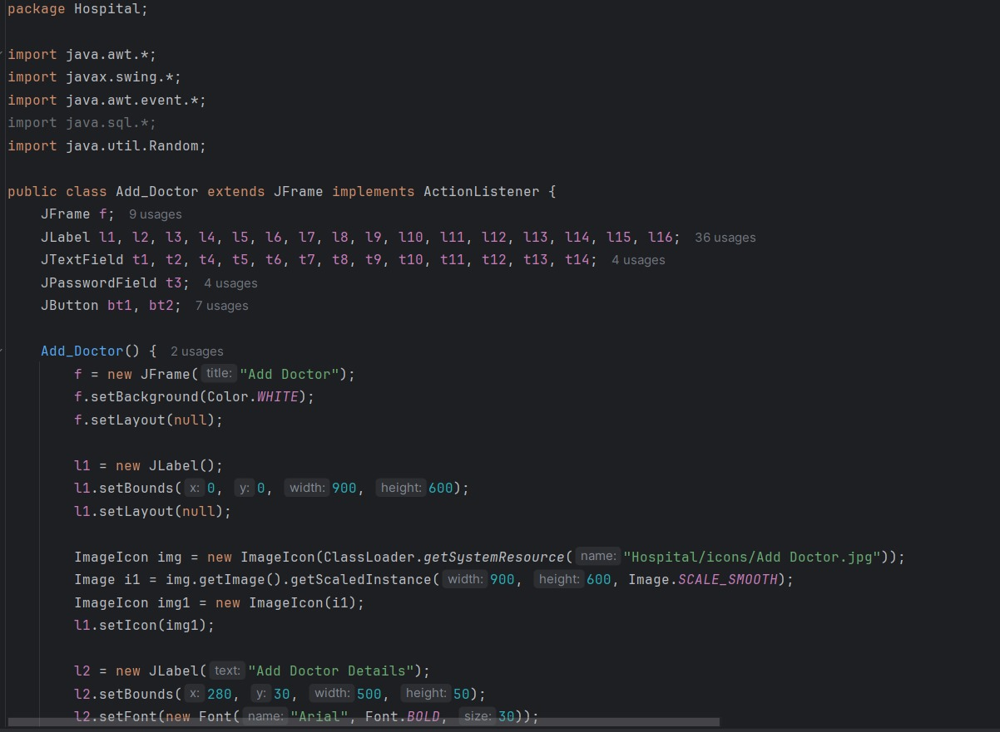 package Hospital;
import java.awt.*;
import javax.swing.*;
import java.awt.event.*;
import java.sql.*;
import java.util.Random;
public class Add_Doctor extends JFrame implements ActionListener {
JFrame f; 9 usages
JLabel l1, l2, l3, l4, l5, l6, l7, l8, l9, l10, l11, l12, l13, l14, l15, l16; 36 usages
JTextField t1, t2, t4, t5, t6, t7, t8, t9, t10, t11, t12, t13, t14; 4 usages
JPasswordField t3; 4 usages
JButton bt1, bt2; 7 usages
Add_Doctor() { 2 usages
f = new JFrame( title: "Add Doctor");
f.setBackground(Color.WHITE);
f.setLayout(null);
l1 = new JLabel();
l1.setBounds( x: 0, y: 0, width: 900, height: 600);
l1.setLayout(null);
ImageIcon img = new ImageIcon(ClassLoader.getSystemResource( name: "Hospital/icons/Add Doctor.jpg"));
Image i1 = img.getImage().getScaledInstance( width: 900, height: 600, Image.SCALE_SMOOTH);
ImageIcon img1 = new ImageIcon(i1);
l1.setIcon(img1);
l2 = new JLabel( text: "Add Doctor Details");
l2.setBounds( x: 280, y: 30, width: 500, height: 50);
l2.setFont(new Font( name: "Arial", Font.BOLD, size: 30));